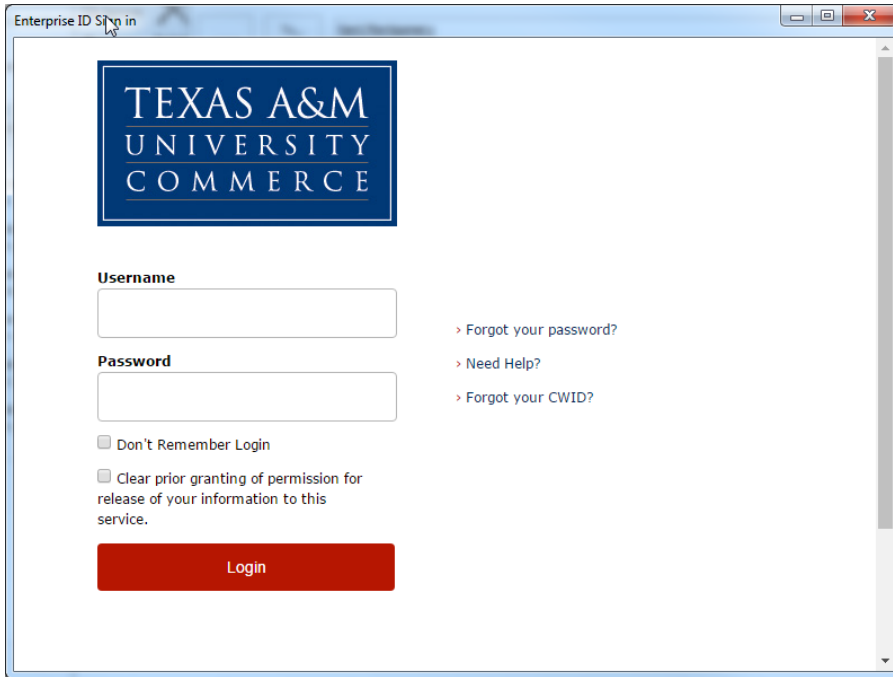 Enterprise ID Sign in
TEXAS A&M
UNIVERSITY
COMMERCE
Username
Password
Don't Remember Login
Clear prior granting of permission for
release of your information to this
service.
Login
› Forgot your password?
› Need Help?
› Forgot your CWID?